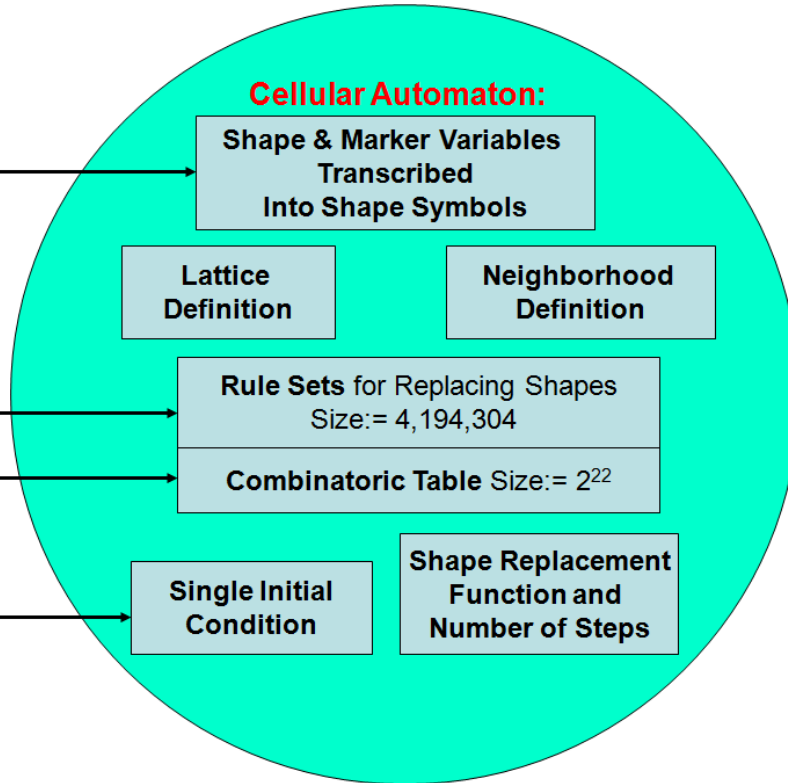 Cellular Automaton:
Shape & Marker Variables
Transcribed
Into Shape Symbols
Lattice
Definition
Neighborhood
Definition
Rule Sets for Replacing Shapes
Size:= 4,194,304
Combinatoric Table Size:= 2²²
Single Initial
Condition
Shape Replacement
Function and
Number of Steps